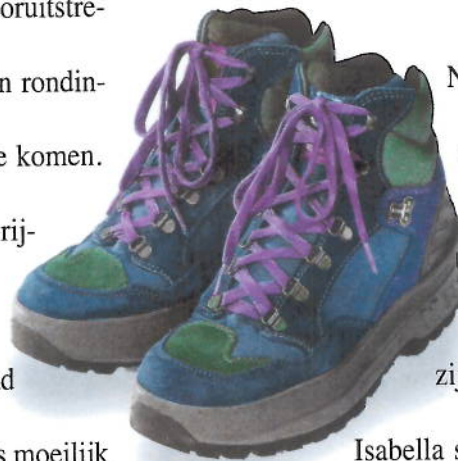 oruitstre-
n rondin-
e komen.
rij-
d
s moeilijk
N
zij
Isabella s